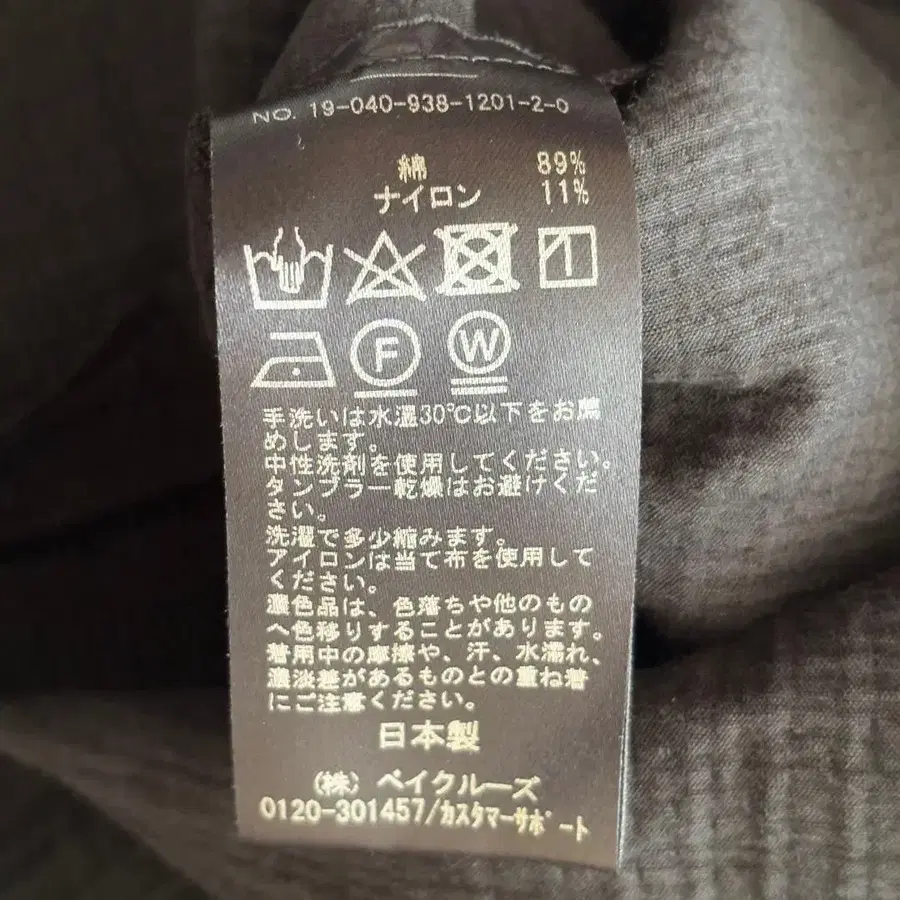 NO. 19-040-938-1201-2-0
綿 89%
ナイロン 11%
F W
手洗いは水温30℃以下をお薦
めします。
中性洗剤を使用してください。
タンブラー乾燥はお避けくだ
さい。
洗濯で多少縮みます。
アイロンは当て布を使用して
ください。
濃色品は、色落ちや他のもの
へ色移りすることがあります。
着用中の摩擦や、汗、水濡れ、
濃淡差があるものとの重ね着
にご注意ください。
日本製
(株) ベイクルーズ
0120-301457/カスタマーサポート